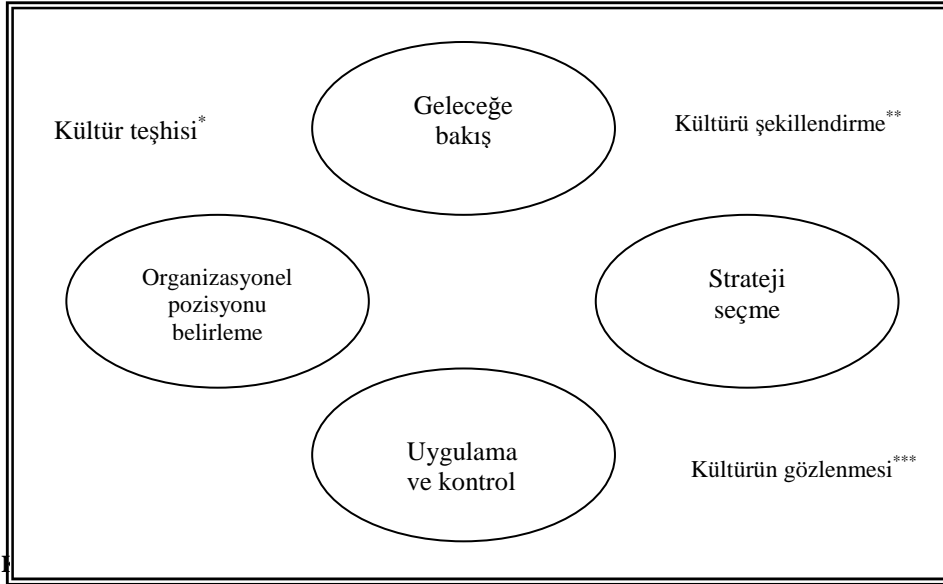 Geleceğe
bakış
Kültür teşhisi*
Kültürü şekillendirme**
Organizasyonel
pozisyonu
belirleme
Strateji
seçme
Uygulama
ve kontrol
Kültürün gözlenmesi***